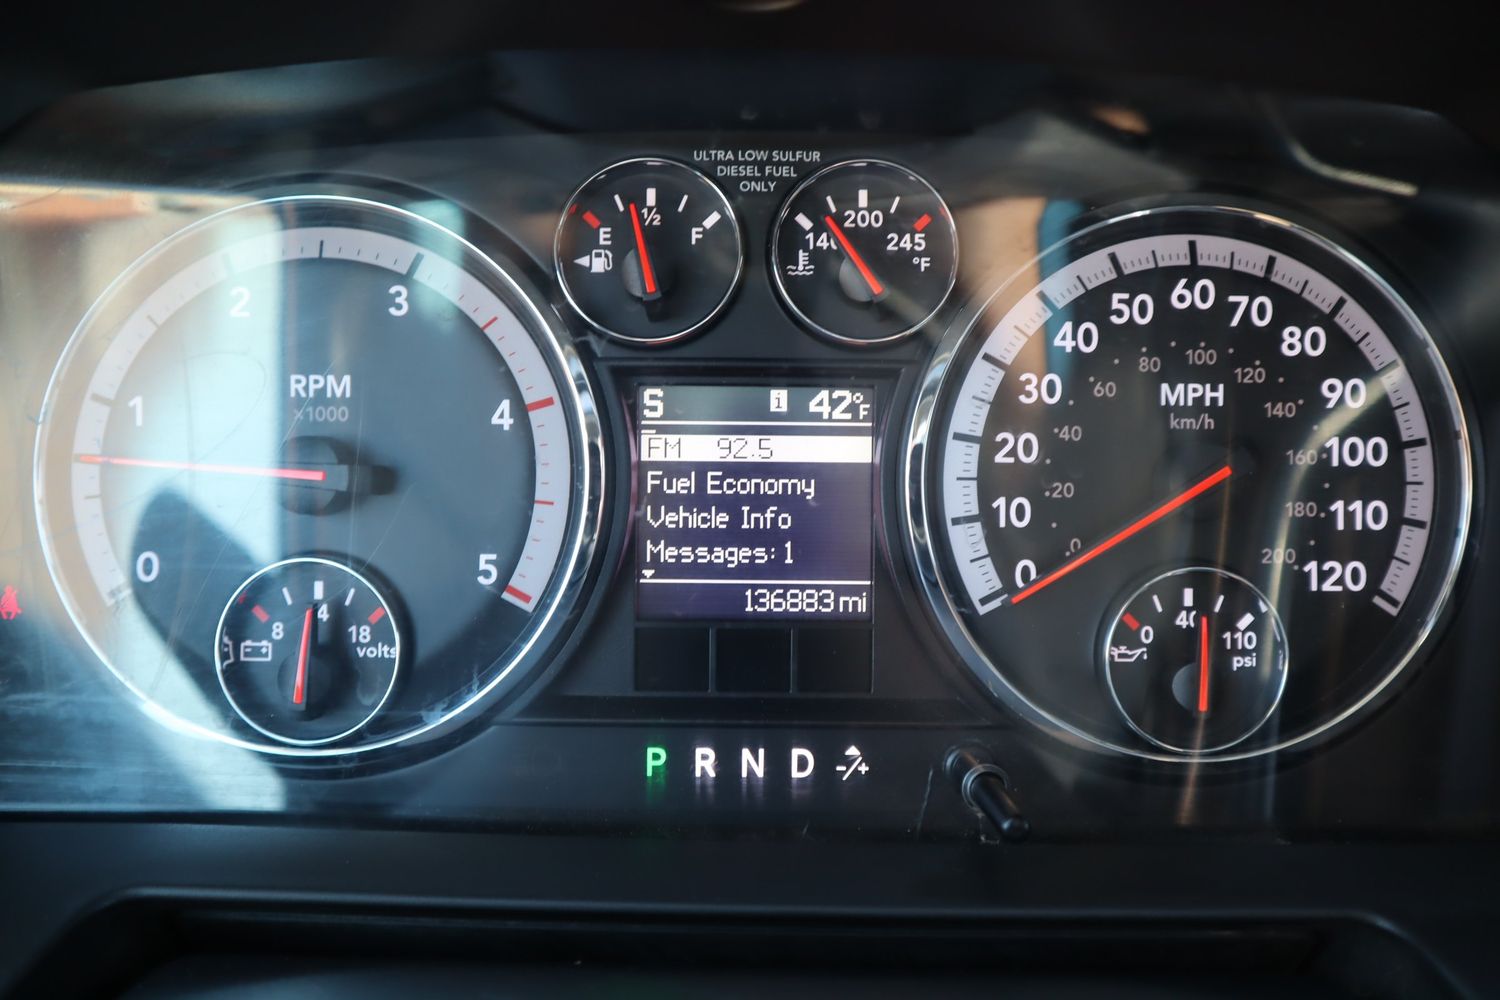 ULTRA LOW SULFUR
DIESEL FUEL
ONLY
E ½ F
140 200 245
°F
0 1 2 3 4 5
RPM
×1000
8 4 18
volts
S i 42°F
FM 92.5
Fuel Economy
Vehicle Info
Messages: 1
136883 mi
P R N D -/+
0 10 20 30 40 50 60 70 80 90 100 110 120
MPH
km/h
0 20 40 60 80 100 120 140 160 180 200
0 40 110
psi